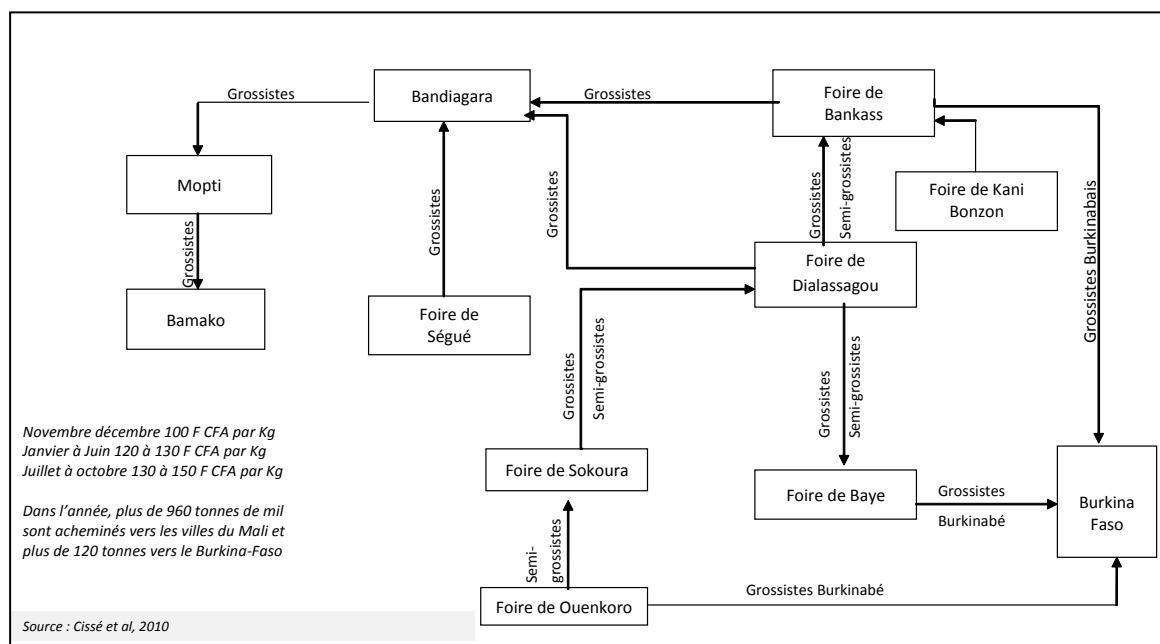 Grossistes
Bandiagara
Grossistes
Foire de
Bankass
Mopti
Grossistes
Grossistes
Grossistes
Grossistes
Semi-grossistes
Foire de Kani
Bonzon
Grossistes Burkinabais
Bamako
Foire de
Ségué
Foire de
Dialassagou
Grossistes
Semi-grossistes
Grossistes
Semi-grossistes
Novembre décembre 100 F CFA par Kg
Janvier à Juin 120 à 130 F CFA par Kg
Juillet à octobre 130 à 150 F CFA par Kg
Dans l'année, plus de 960 tonnes de mil
sont acheminés vers les villes du Mali et
plus de 120 tonnes vers le Burkina-Faso
Foire de Sokoura
Foire de Baye
Grossistes
Burkinabé
Burkina
Faso
Semi-
grossistes
Foire de Ouenkoro
Grossistes Burkinabé
Source : Cissé et al, 2010